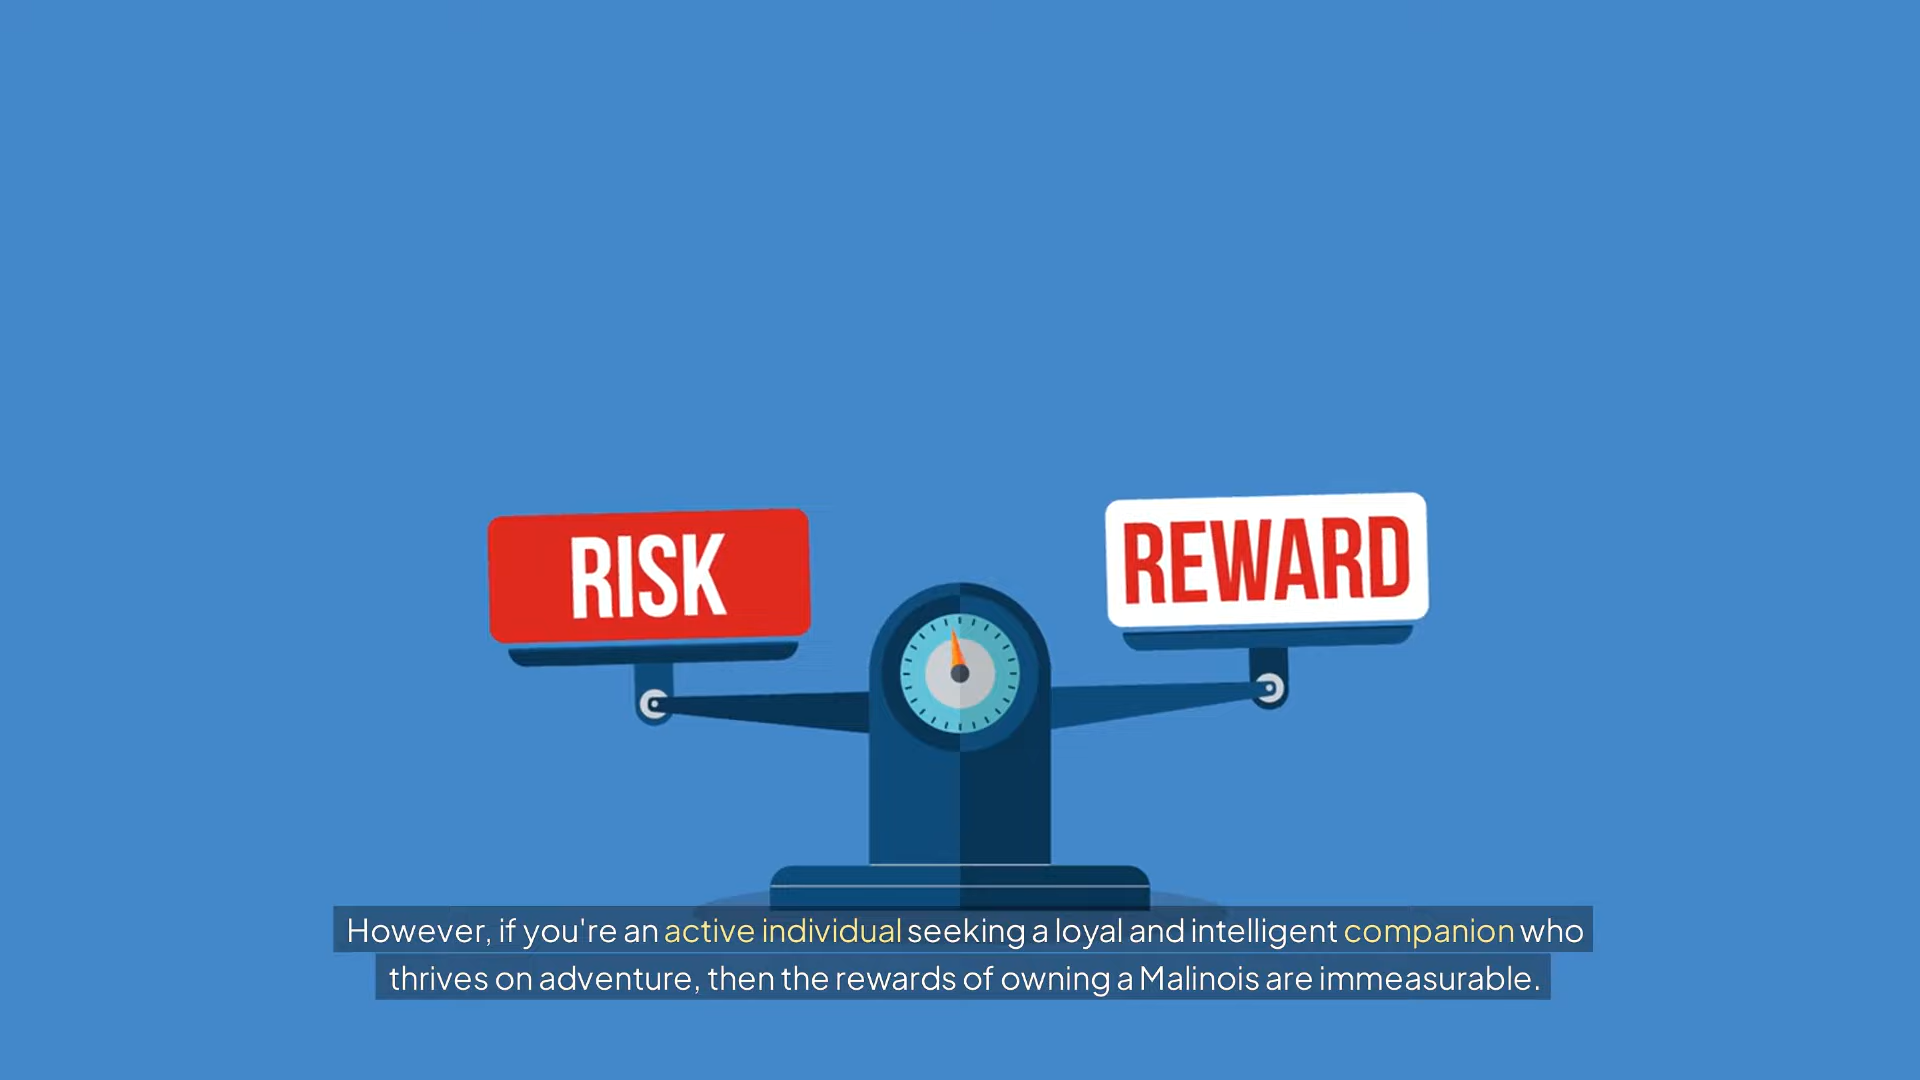 RISK
REWARD
However, if you're an active individual seeking a loyal and intelligent companion who
thrives on adventure, then the rewards of owning a Malinois are immeasurable.